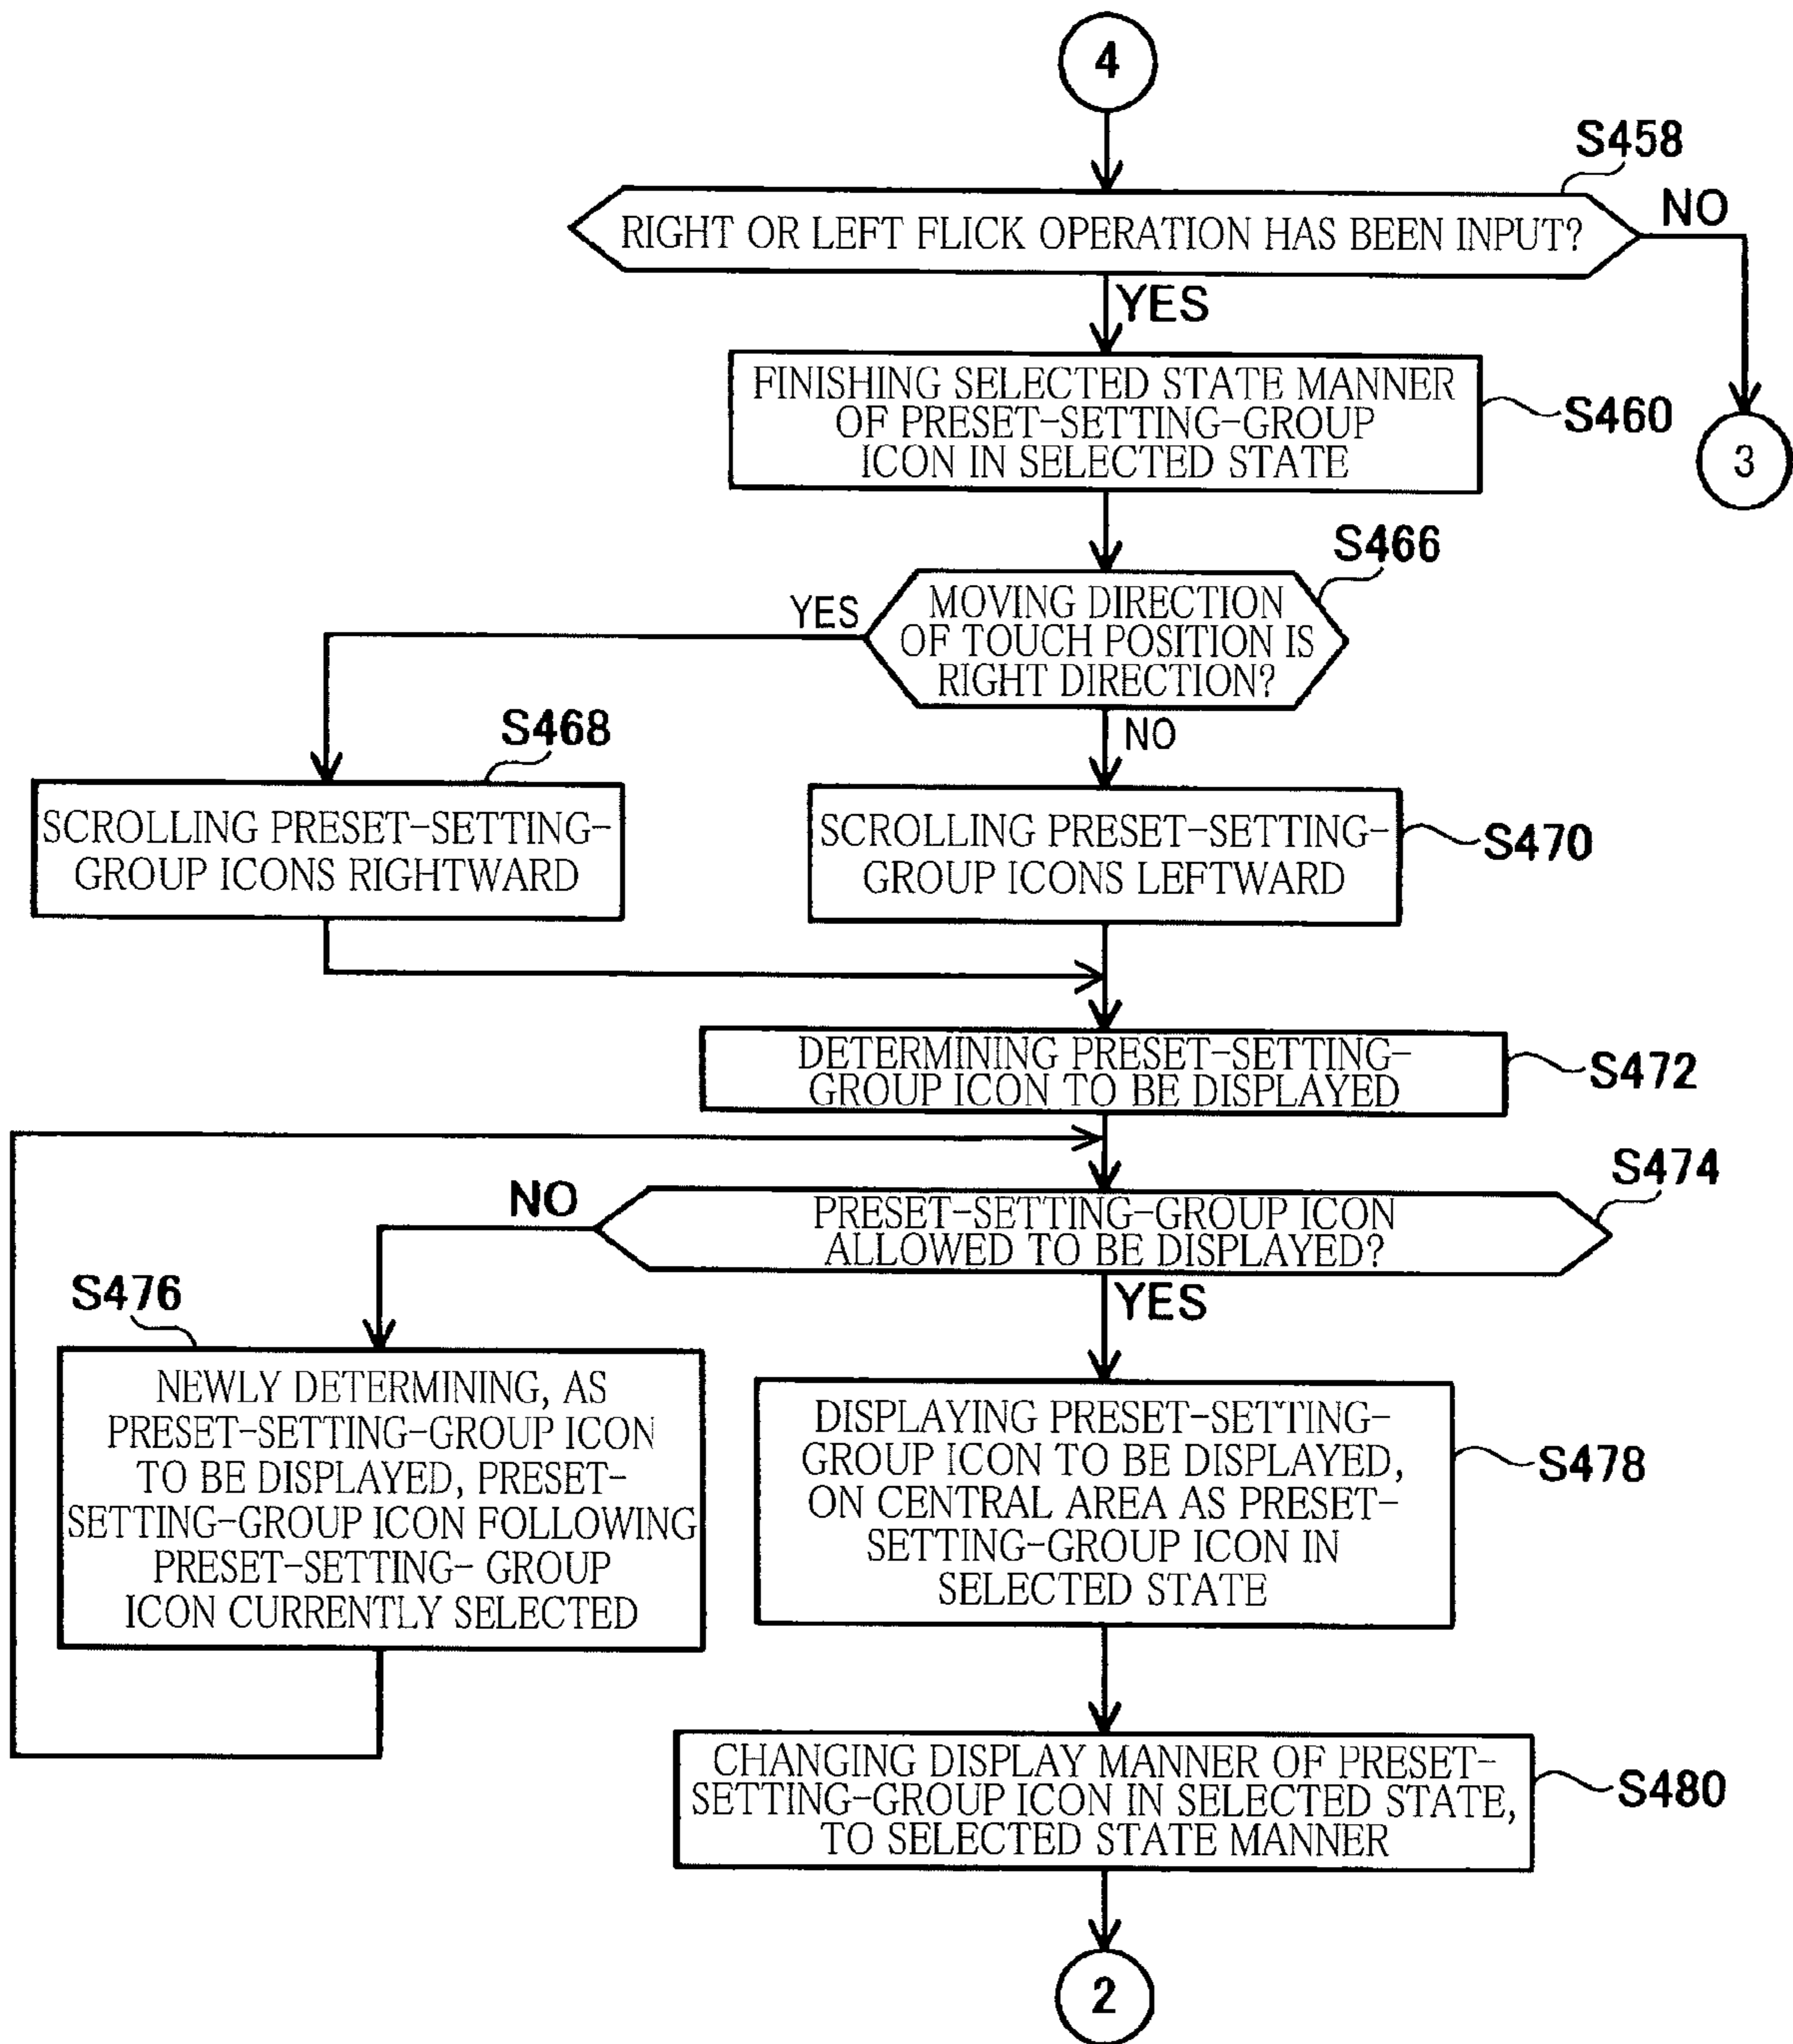 4
S458
RIGHT OR LEFT FLICK OPERATION HAS BEEN INPUT?
NO
YES
3
FINISHING SELECTED STATE MANNER
OF PRESET-SETTING-GROUP
ICON IN SELECTED STATE
S460
S466
MOVING DIRECTION
OF TOUCH POSITION IS
RIGHT DIRECTION?
YES
NO
S468
SCROLLING PRESET-SETTING-
GROUP ICONS RIGHTWARD
SCROLLING PRESET-SETTING-
GROUP ICONS LEFTWARD
S470
DETERMINING PRESET-SETTING-
GROUP ICON TO BE DISPLAYED
S472
S474
PRESET-SETTING-GROUP ICON
ALLOWED TO BE DISPLAYED?
NO
YES
S476
NEWLY DETERMINING, AS
PRESET-SETTING-GROUP ICON
TO BE DISPLAYED, PRESET-
SETTING-GROUP ICON FOLLOWING
PRESET-SETTING- GROUP
ICON CURRENTLY SELECTED
DISPLAYING PRESET-SETTING-
GROUP ICON TO BE DISPLAYED,
ON CENTRAL AREA AS PRESET-
SETTING-GROUP ICON IN
SELECTED STATE
S478
CHANGING DISPLAY MANNER OF PRESET-
SETTING-GROUP ICON IN SELECTED STATE,
TO SELECTED STATE MANNER
S480
2